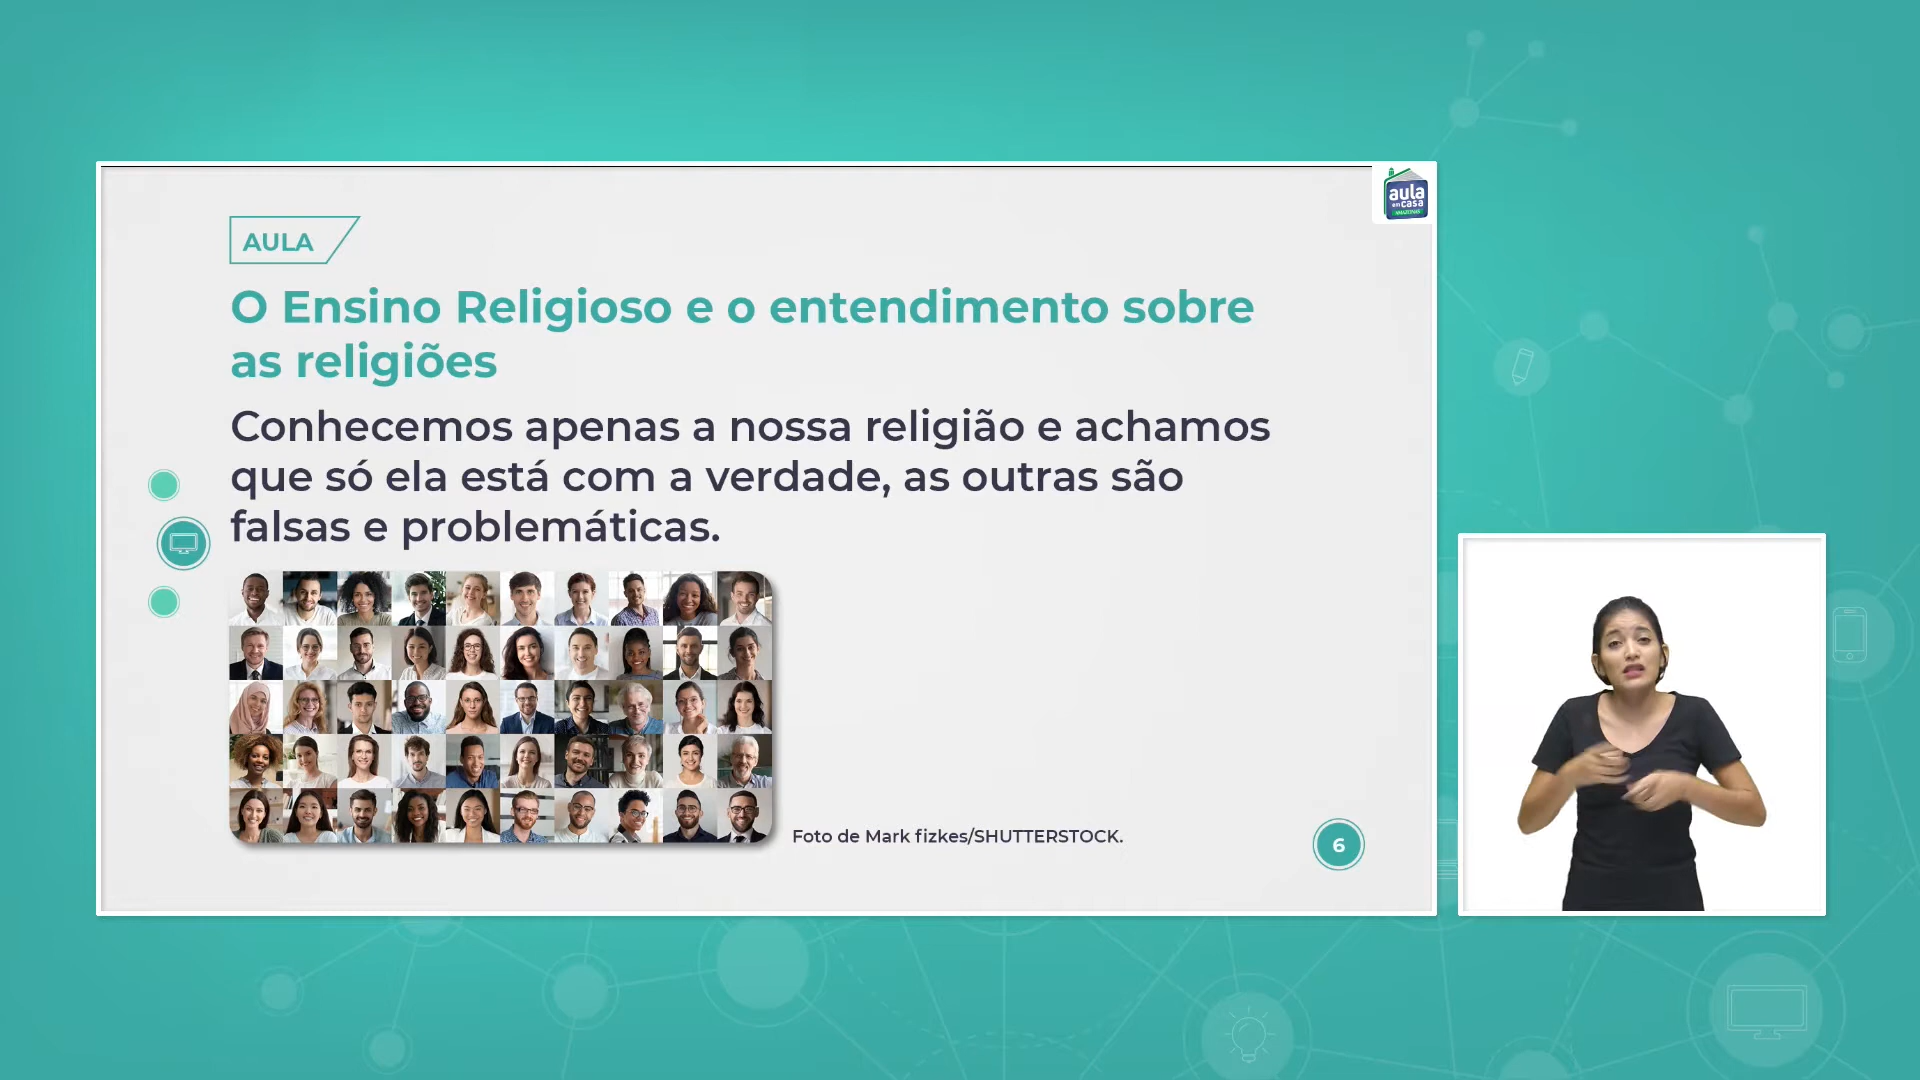 aula
em casa
AMAZONAS
AULA
O Ensino Religioso e o entendimento sobre
as religiões
Conhecemos apenas a nossa religião e achamos
que só ela está com a verdade, as outras são
falsas e problemáticas.
Foto de Mark fizkes/SHUTTERSTOCK.
6